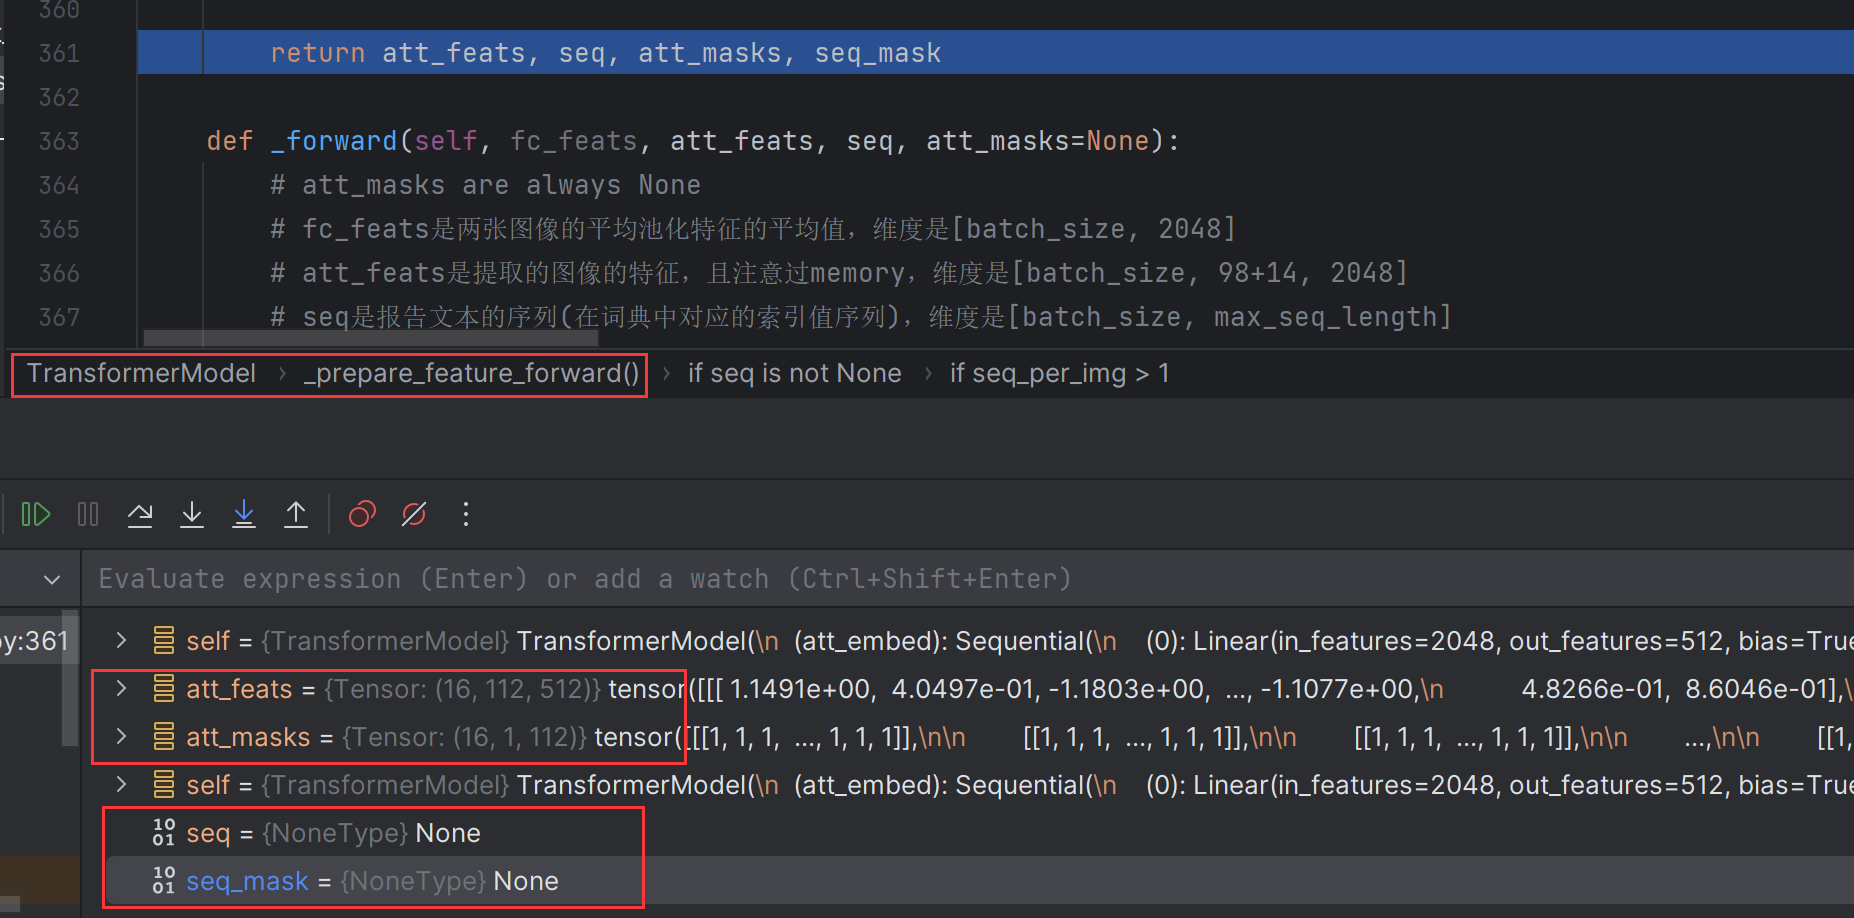 360
361 return att_feats, seq, att_masks, seq_mask
362
363 def _forward(self, fc_feats, att_feats, seq, att_masks=None):
364 # att_masks are always None
365 # fc_feats是两张图像的平均池化特征的平均值，维度是[batch_size, 2048]
366 # att_feats是提取的图像的特征，且注意过memory，维度是[batch_size, 98+14, 2048]
367 # seq是报告文本的序列(在词典中对应的索引值序列)，维度是[batch_size, max_seq_length]
TransformerModel › _prepare_feature_forward() › if seq is not None › if seq_per_img > 1
Evaluate expression (Enter) or add a watch (Ctrl+Shift+Enter)
py:361 self = {TransformerModel} TransformerModel(\n (att_embed): Sequential(\n (0): Linear(in_features=2048, out_features=512, bias=True
att_feats = {Tensor: (16, 112, 512)} tensor([[[ 1.1491e+00, 4.0497e-01, -1.1803e+00, ..., -1.1077e+00,\n 4.8266e-01, 8.6046e-01],\
att_masks = {Tensor: (16, 1, 112)} tensor([[[1, 1, 1, ..., 1, 1, 1]],\n\n [[1, 1, 1, ..., 1, 1, 1]],\n\n [[1, 1, 1, ..., 1, 1, 1]],\n\n ...,\n\n [[1,
self = {TransformerModel} TransformerModel(\n (att_embed): Sequential(\n (0): Linear(in_features=2048, out_features=512, bias=True
seq = {NoneType} None
seq_mask = {NoneType} None